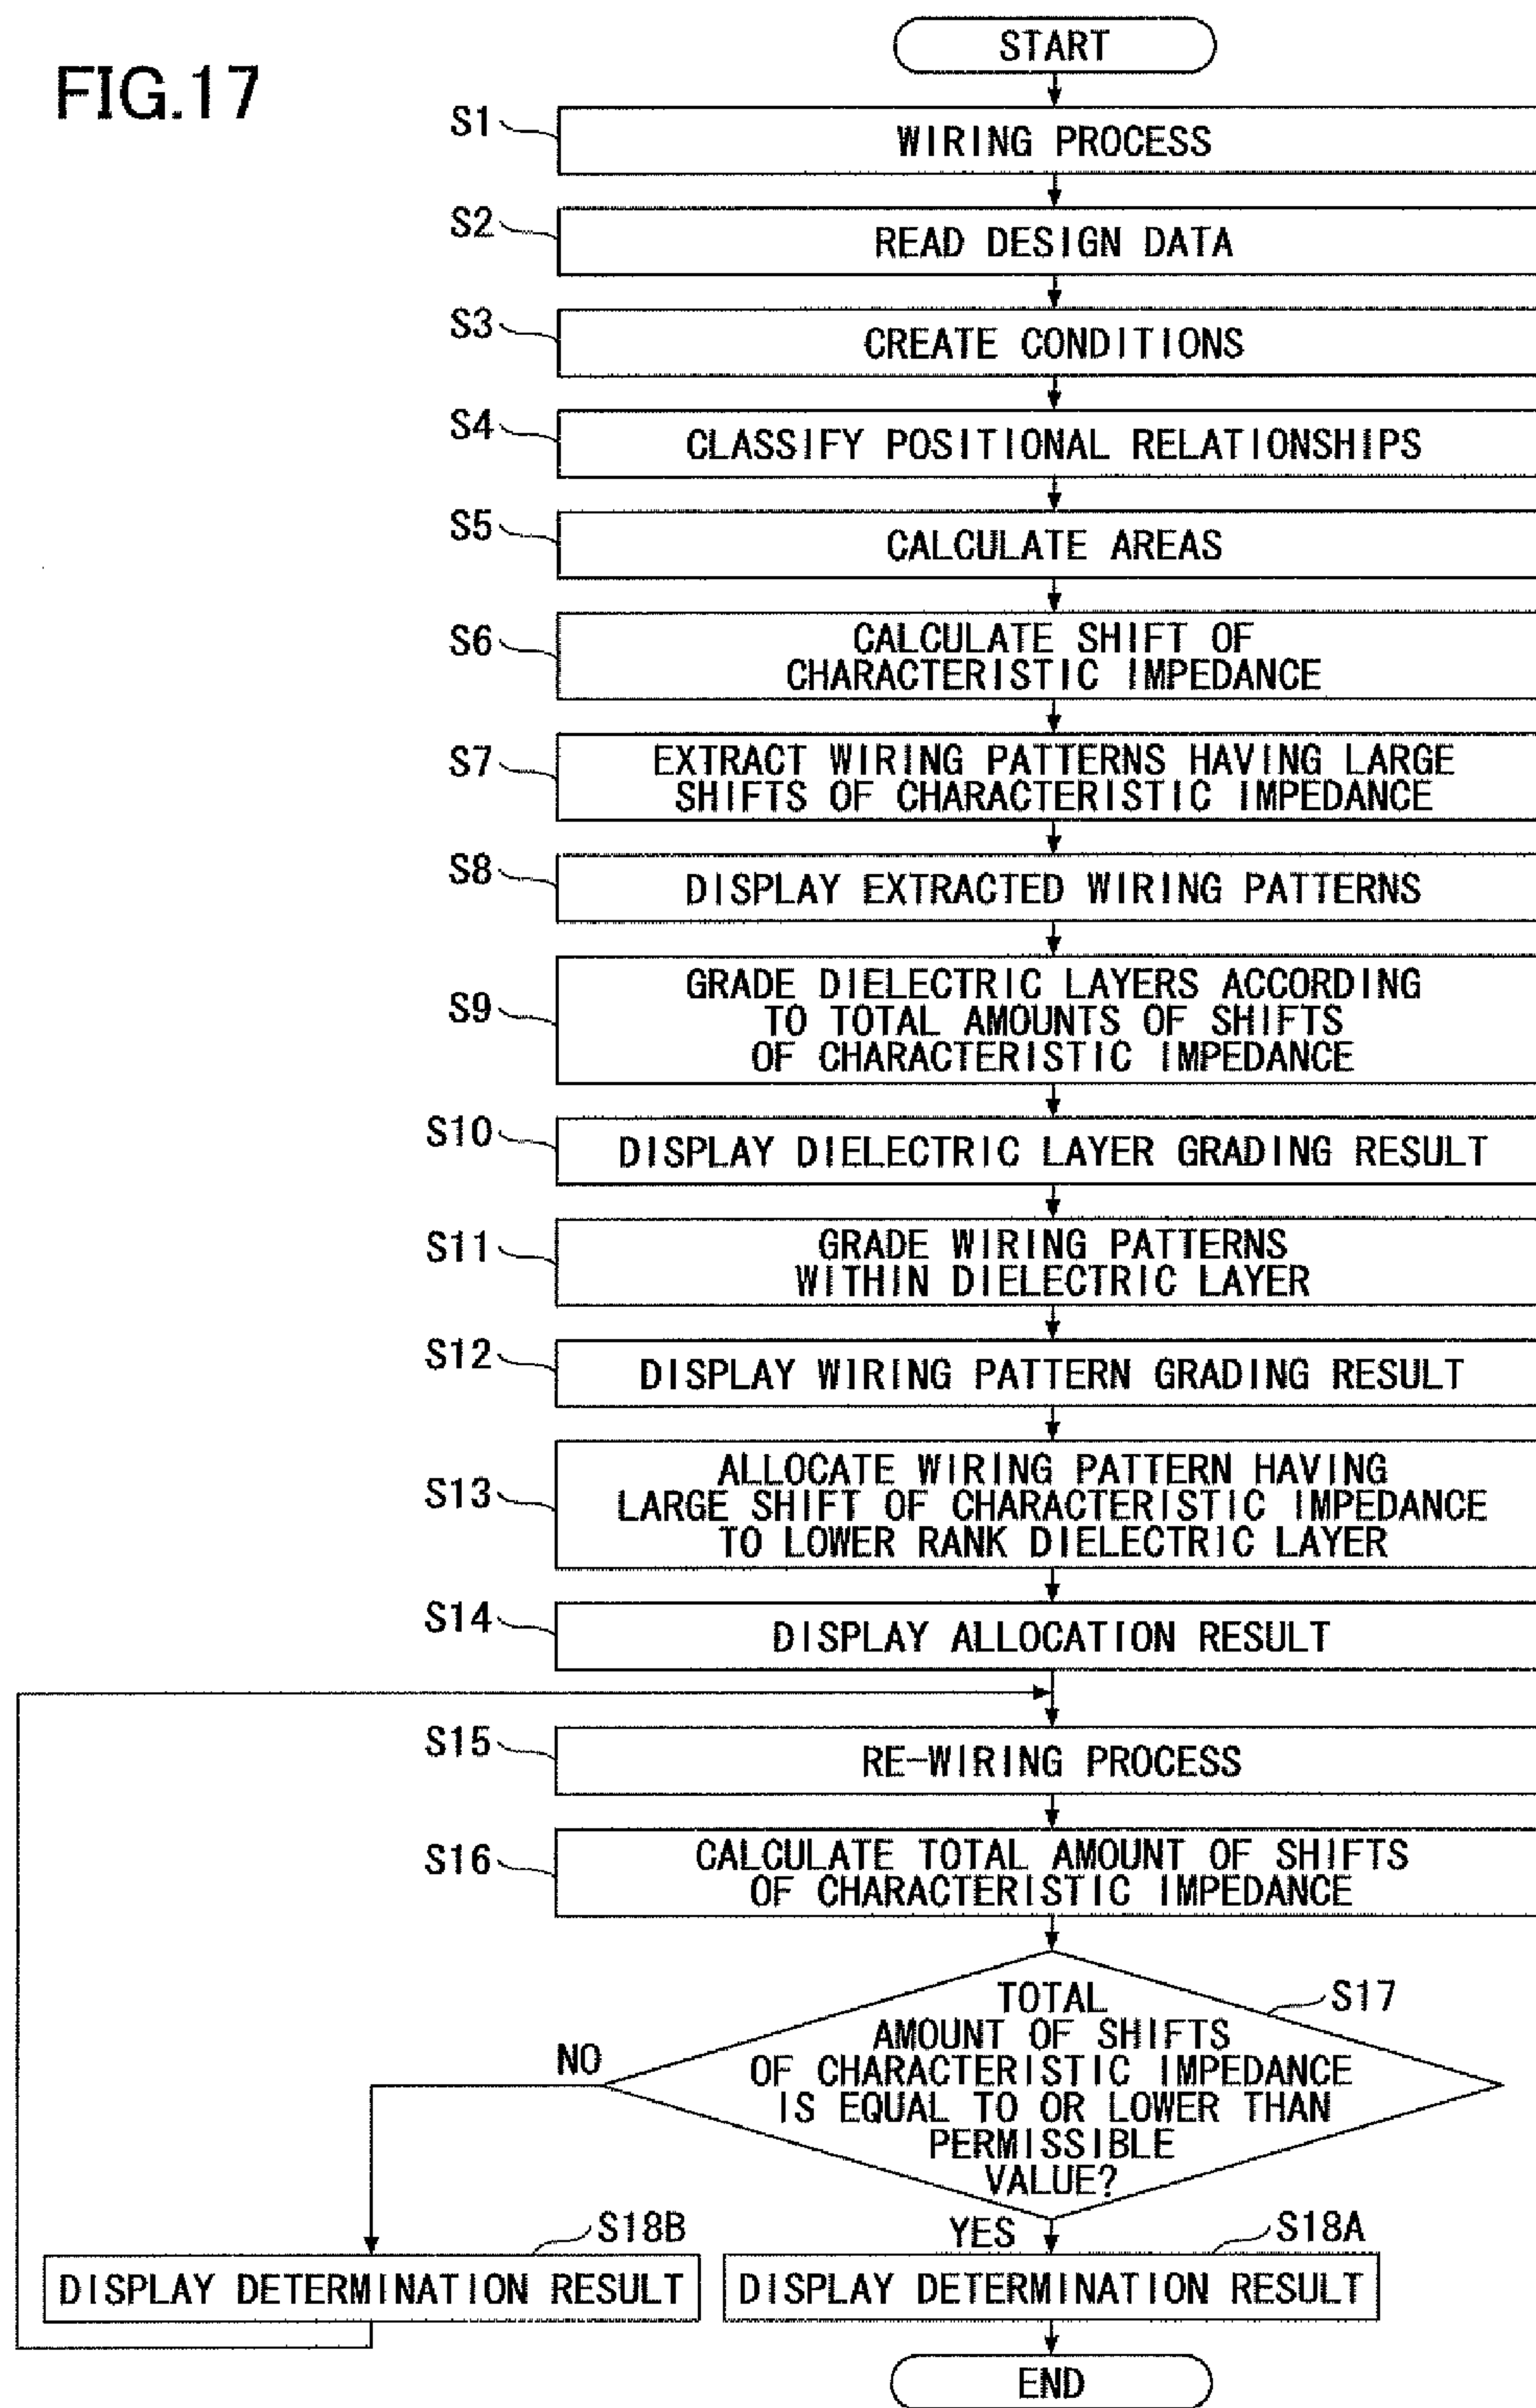 FIG.17
START
S1
WIRING PROCESS
S2
READ DESIGN DATA
S3
CREATE CONDITIONS
S4
CLASSIFY POSITIONAL RELATIONSHIPS
S5
CALCULATE AREAS
S6
CALCULATE SHIFT OF
CHARACTERISTIC IMPEDANCE
S7
EXTRACT WIRING PATTERNS HAVING LARGE
SHIFTS OF CHARACTERISTIC IMPEDANCE
S8
DISPLAY EXTRACTED WIRING PATTERNS
S9
GRADE DIELECTRIC LAYERS ACCORDING
TO TOTAL AMOUNTS OF SHIFTS
OF CHARACTERISTIC IMPEDANCE
S10
DISPLAY DIELECTRIC LAYER GRADING RESULT
S11
GRADE WIRING PATTERNS
WITHIN DIELECTRIC LAYER
S12
DISPLAY WIRING PATTERN GRADING RESULT
S13
ALLOCATE WIRING PATTERN HAVING
LARGE SHIFT OF CHARACTERISTIC IMPEDANCE
TO LOWER RANK DIELECTRIC LAYER
S14
DISPLAY ALLOCATION RESULT
S15
RE-WIRING PROCESS
S16
CALCULATE TOTAL AMOUNT OF SHIFTS
OF CHARACTERISTIC IMPEDANCE
S17
TOTAL
AMOUNT OF SHIFTS
OF CHARACTERISTIC IMPEDANCE
IS EQUAL TO OR LOWER THAN
PERMISSIBLE
VALUE?
NO
YES
S18B
DISPLAY DETERMINATION RESULT
S18A
DISPLAY DETERMINATION RESULT
END